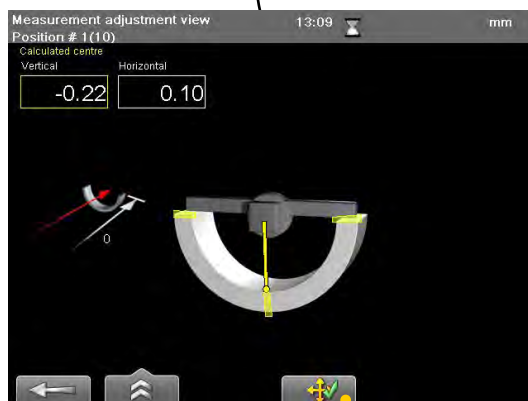 Measurement adjustment view 13:09 mm
Position # 1(10)
Calculated centre
Vertical Horizontal
-0.22 0.10
0